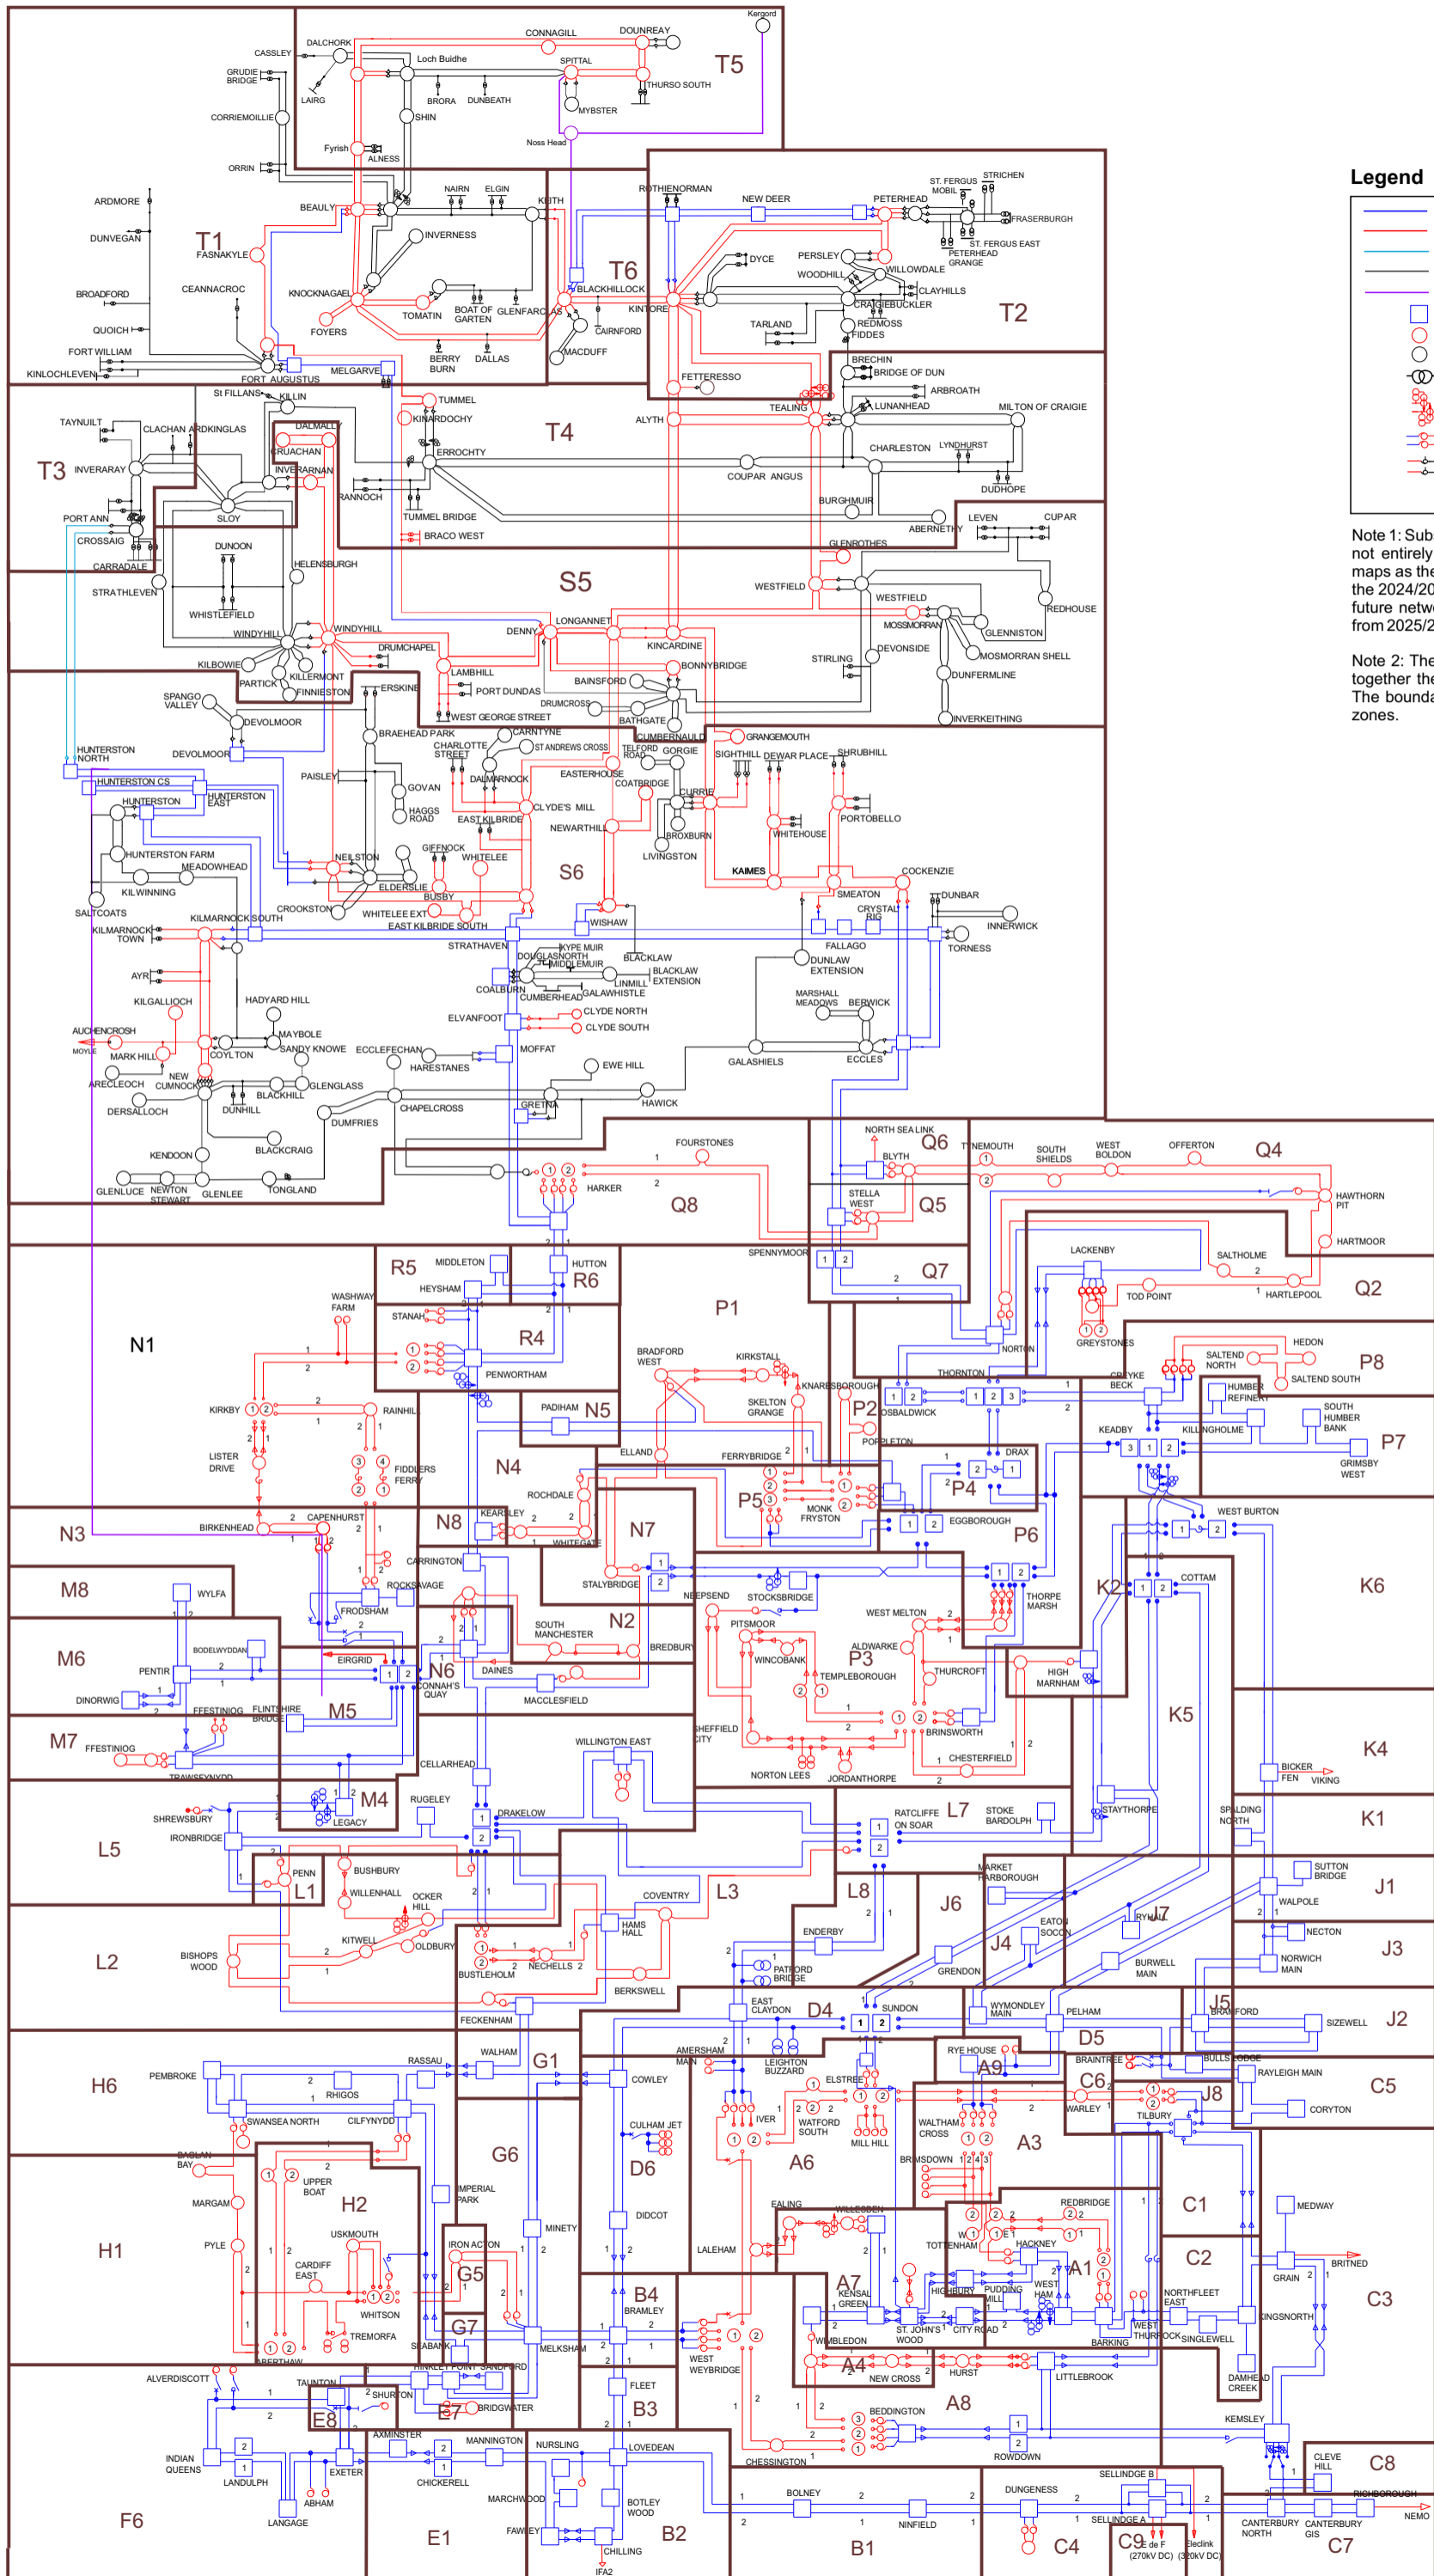 Kergord
CONNAGILL
DOUNREAY
DALCHORK
CASSLEY
Loch Buidhe
SPITTAL
T5
GRUDIE
BRIDGE
THURSO SOUTH
LAIRG
BRORA
DUNBEATH
MYBSTER
CORRIEMOILLIE
SHIN
Noss Head
Fyrish
ALNESS
ORRIN
Legend
ARDMORE
BEAULY
NAIRN
ELGIN
KEITH
ROTHIENORMAN
NEW DEER
PETERHEAD
ST. FERGUS
MOBIL
STRICHEN
FRASERBURGH
DUNVEGAN
T1
FASNAKYLE
INVERNESS
ST. FERGUS EAST
PETERHEAD
GRANGE
DYCE
PERSLEY
WOODHILL
WILLOWDALE
T6
CEANNACROC
BROADFORD
KNOCKNAGAEL
BLACKHILLOCK
KINTORE
CLAYHILLS
CRAIGIEBUCKLER
T2
TOMATIN
BOAT OF
GARTEN
GLENFARCLAS
FOYERS
CAIRNFORD
REDMOSS
FIDDES
QUOICH
TARLAND
MACDUFF
BERRY
BURN
DALLAS
FORT WILLIAM
KINLOCHLEVEN
FORT AUGUSTUS
MELGARVE
BRECHIN
BRIDGE OF DUN
FETTERESSO
ARBROATH
St FILLANS
KILLIN
TUMMEL
KINARDOCHY
TEALING
LUNANHEAD
ALYTH
MILTON OF CRAIGIE
TAYNUILT
CLACHAN
ARDKINGLAS
DALMALLY
CRUACHAN
T4
T3
INVERARAY
INVERARNAN
ERROCHTY
CHARLESTON
LYNDHURST
COUPAR ANGUS
RANNOCH
DUDHOPE
PORT ANN
SLOY
TUMMEL BRIDGE
BURGHMUIR
ABERNETHY
CROSSAIG
BRACO WEST
LEVEN
CUPAR
CARRADALE
DUNOON
GLENROTHES
Note 1: Subs
not entirely
maps as the
the 2024/20
future netwo
from 2025/2
HELENSBURGH
S5
STRATHLEVEN
WESTFIELD
WESTFIELD
REDHOUSE
WHISTLEFIELD
MOSSMORRAN
GLENNISTON
WINDYHILL
WINDYHILL
DENNY
LONGANNET
KINCARDINE
DRUMCHAPEL
DEVONSIDE
MOSMORRAN SHELL
STIRLING
KILBOWIE
KILLERMONT
PARTICK
FINNIESTON
LAMBHILL
BONNYBRIDGE
BAINSFORD
DUNFERMLINE
Note 2: The
together the
The bounda
zones.
SPANGO
VALLEY
ERSKINE
PORT DUNDAS
DRUMCROSS
BATHGATE
INVERKEITHING
WEST GEORGE STREET
CUMBERNAULD
DEVOLMOOR
BRAEHEAD PARK
CARNTYNE
ST ANDREWS CROSS
GRANGEMOUTH
HUNTERSTON
NORTH
DEVOLMOOR
CHARLOTTE
STREET
TELFORD
ROAD
GORGIE
SIGHTHILL
DEWAR PLACE
SHRUBHILL
EASTERHOUSE
COATBRIDGE
PAISLEY
DALMARNOCK
HUNTERSTON CS
HUNTERSTON
EAST
GOVAN
CURRIE
HUNTERSTON
HAGGS
ROAD
CLYDE'S MILL
PORTOBELLO
EAST KILBRIDE
NEWARTHILL
BROXBURN
WHITEHOUSE
LIVINGSTON
HUNTERSTON FARM
MEADOWHEAD
NEILSTON
GIFFNOCK
WHITELEE
S6
KAIMES
COCKENZIE
KILWINNING
ELDERSLIE
BUSBY
SMEATON
DUNBAR
SALTCOATS
CROOKSTON
WHITELEE EXT
EAST KILBRIDE SOUTH
WISHAW
CRYSTAL
RIG
INNERWICK
KILMARNOCK SOUTH
KILMARNOCK
TOWN
STRATHAVEN
KYPE MUIR
DOUGLASNORTH
MIDDLEMUIR
BLACKLAW
FALLAGO
TORNESS
DUNLAW
EXTENSION
AYR
COALBURN
CUMBERHEAD
GALAWHISTLE
LINMILL
BLACKLAW
EXTENSION
KILGALLIOCH
HADYARD HILL
MARSHALL
MEADOWS
BERWICK
ELVANFOOT
CLYDE NORTH
CLYDE SOUTH
AUCHENCROSH
MOYLE
MARK HILL
COYLTON
MAYBOLE
SANDY KNOWE
ECCLEFECHAN
HARESTANES
MOFFAT
GALASHIELS
ECCLES
ARECLEOCH
NEW
CUMNOCK
GLENGLASS
BLACKHILL
EWE HILL
DERSALLOCH
DUNHILL
CHAPELCROSS
GRETNA
HAWICK
DUMFRIES
BLACKCRAIG
NORTH SEA LINK
KENDOON
FOURSTONES
Q6
TYNEMOUTH
SOUTH
SHIELDS
WEST
BOLDON
OFFERTON
Q4
GLENLUCE
NEWTON
STEWART
GLENLEE
TONGLAND
HARKER
BLYTH
STELLA
WEST
Q5
HAWTHORN
PIT
Q8
HARTMOOR
R5
MIDDLETON
HUTTON
SPENNYMOOR
Q7
LACKENBY
SALTHOLME
HEYSHAM
R6
TOD POINT
HARTLEPOOL
Q2
WASHWAY
FARM
STANAH
P1
N1
R4
BRADFORD
WEST
KIRKSTALL
NORTON
GREYSTONES
HEDON
PENWORTHAM
THORNTON
CREYKE
BECK
SALTEND
NORTH
P8
SALTEND SOUTH
KIRKBY
RAINHILL
PADIHAM
N5
SKELTON
GRANGE
KNARESBOROUGH
P2
OSBALDWICK
HUMBER
REFINERY
SOUTH
HUMBER
BANK
POPPLETON
KEADBY
KILLINGHOLME
P7
LISTER
DRIVE
FIDDLERS
FERRY
N4
ELLAND
FERRYBRIDGE
DRAX
P4
GRIMSBY
WEST
ROCHDALE
P5
MONK
FRYSTON
N3
BIRKENHEAD
CAPENHURST
N8
KEARSLEY
WHITEGATE
N7
EGGBOROUGH
P6
WEST BURTON
CARRINGTON
STALYBRIDGE
NEEPSEND
STOCKSBRIDGE
THORPE
MARSH
K2
COTTAM
K6
M8
WYLFA
ROCKSAVAGE
FRODSHAM
N2
PITSMOOR
WEST MELTON
M6
BODELWYDDAN
SOUTH
MANCHESTER
BREDBURY
WINCOBANK
ALDWARKE
P3
PENTIR
EIRGRID
N6
CONNAH'S
QUAY
DAINES
MACCLESFIELD
TEMPLEBOROUGH
THURCROFT
HIGH
MARNHAM
DINORWIG
FFESTINIOG
FLINTSHIRE
BRIDGE
M5
K5
M7
FFESTINIOG
SHEFFIELD
CITY
BRINSWORTH
TRAWSFYNYDD
CELLARHEAD
WILLINGTON EAST
NORTON LEES
JORDANTHORPE
CHESTERFIELD
K4
BICKER
FEN
VIKING
M4
LEGACY
RUGELEY
DRAKELOW
SHREWSBURY
IRONBRIDGE
RATCLIFFE
ON SOAR
L7
STOKE
BARDOLPH
STAYTHORPE
SPALDING
NORTH
K1
L5
PENN
L1
BUSHBURY
L3
L8
MARKET
HARBOROUGH
SUTTON
BRIDGE
J1
WILLENHALL
OCKER
HILL
COVENTRY
J6
WALPOLE
HAMS
HALL
J4
EATON
SOCON
RYHALL
J7
NECTON
L2
KITWELL
OLDBURY
ENDERBY
J3
BISHOPS
WOOD
BUSTLEHOLM
NECHELLS
PATFORD
BRIDGE
GRENDON
BURWELL
MAIN
NORWICH
MAIN
BERKSWELL
FECKENHAM
EAST
CLAYDON
D4
SUNDON
WYMONDLEY
MAIN
PELHAM
J5
BRAMFORD
SIZEWELL
J2
D5
WALHAM
G1
AMERSHAM
MAIN
LEIGHTON
BUZZARD
RYE HOUSE
A9
BRAINTREE
BULLS LODGE
RASSAU
H6
PEMBROKE
RHIGOS
COWLEY
ELSTREE
C6
RAYLEIGH MAIN
C5
SWANSEA NORTH
CILFYNYDD
IVER
WATFORD
SOUTH
WALTHAM
CROSS
WARLEY
TILBURY
J8
CORYTON
CULHAM JET
MILL HILL
A3
BAGLAN
BAY
G6
D6
A6
BRIMSDOWN
UPPER
BOAT
IMPERIAL
PARK
MARGAM
H2
EALING
WILLESDEN
REDBRIDGE
C1
MEDWAY
MINETY
DIDCOT
USKMOUTH
LALEHAM
TOTTENHAM
HACKNEY
H1
PYLE
IRON ACTON
G5
C2
BRITNED
CARDIFF
EAST
A7
A1
GRAIN
B4
KENSAL
GREEN
HIGHBURY
PUDDING
MILL
WEST
HAM
NORTHFLEET
EAST
C3
WHITSON
BRAMLEY
G7
SEABANK
TREMORFA
ABERTHAW
MELKSHAM
WIMBLEDON
ST. JOHN'S
WOOD
CITY ROAD
BARKING
WEST
THURROCK
SINGLEWELL
KINGSNORTH
WEST
WEYBRIDGE
A4
NEW CROSS
HURST
LITTLEBROOK
DAMHEAD
CREEK
ALVERDISCOTT
TAUNTON
HINKLEY POINT
SANDFORD
FLEET
SHURTON
E8
E7
BRIDGWATER
B3
A8
BEDDINGTON
AXMINSTER
MANNINGTON
NURSLING
LOVEDEAN
ROWDOWN
KEMSLEY
INDIAN
QUEENS
LANDULPH
EXETER
CHICKERELL
CHESSINGTON
C8
CLEVE
HILL
ABHAM
MARCHWOOD
BOTLEY
WOOD
BOLNEY
DUNGENESS
SELLINDGE B
RICHBOROUGH
LANGAGE
F6
E1
FAWLEY
B2
NINFIELD
SELLINDGE A
CANTERBURY
NORTH
CANTERBURY
GIS
NEMO
CHILLING
B1
C4
C9
E de F
(270kV DC)
Eleclink
(320kV DC)
C7
IFA2